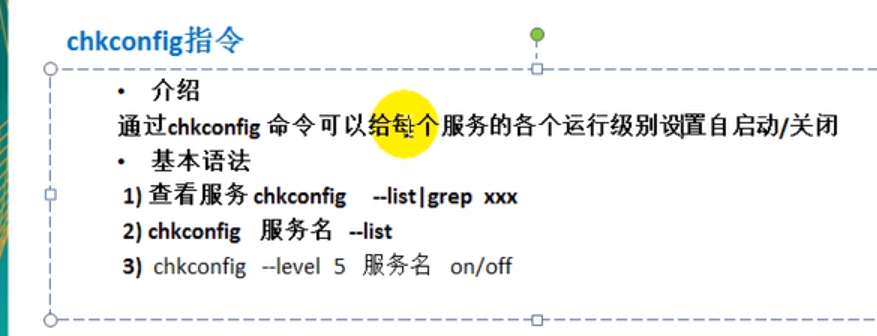 chkconfig指令
• 介绍
通过chkconfig 命令可以给每个服务的各个运行级别设置自启动/关闭
• 基本语法
1) 查看服务 chkconfig --list|grep xxx
2) chkconfig 服务名 --list
3) chkconfig --level 5 服务名 on/off